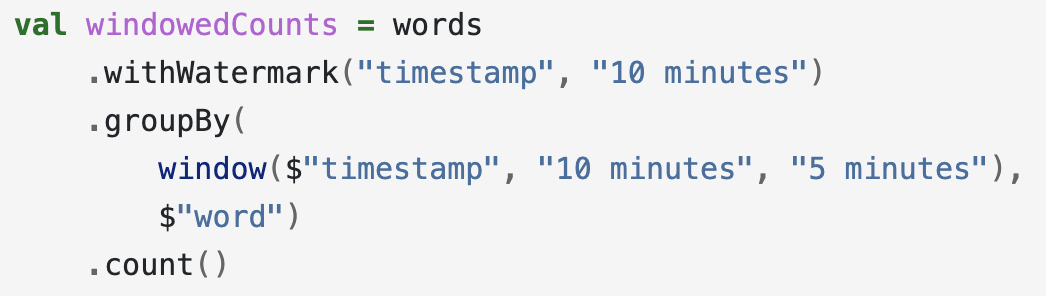 val windowedCounts = words
    .withWatermark("timestamp", "10 minutes")
    .groupBy(
        window($"timestamp", "10 minutes", "5 minutes"),
        $"word")
    .count()